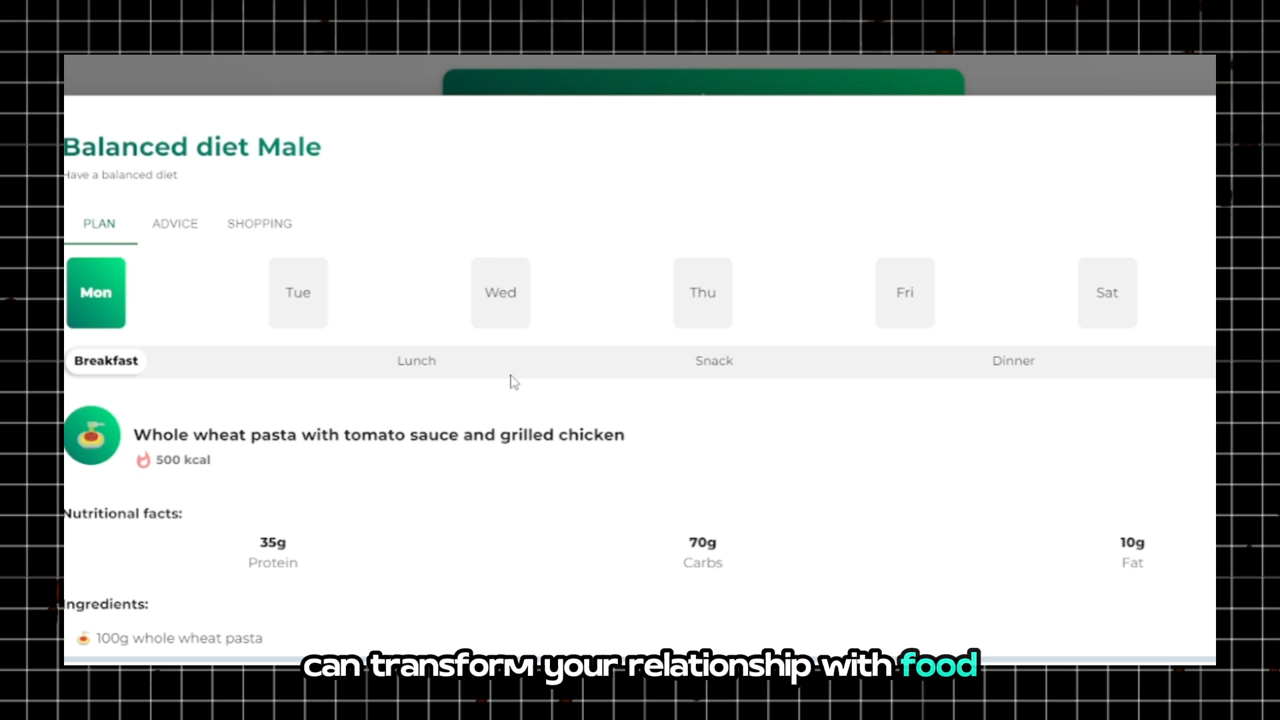 Balanced diet Male
Have a balanced diet
PLAN ADVICE SHOPPING
Mon Tue Wed Thu Fri Sat
Breakfast Lunch Snack Dinner
Whole wheat pasta with tomato sauce and grilled chicken
500 kcal
Nutritional facts:
35g 70g 10g
Protein Carbs Fat
Ingredients:
100g whole wheat pasta
can transform your relationship with food